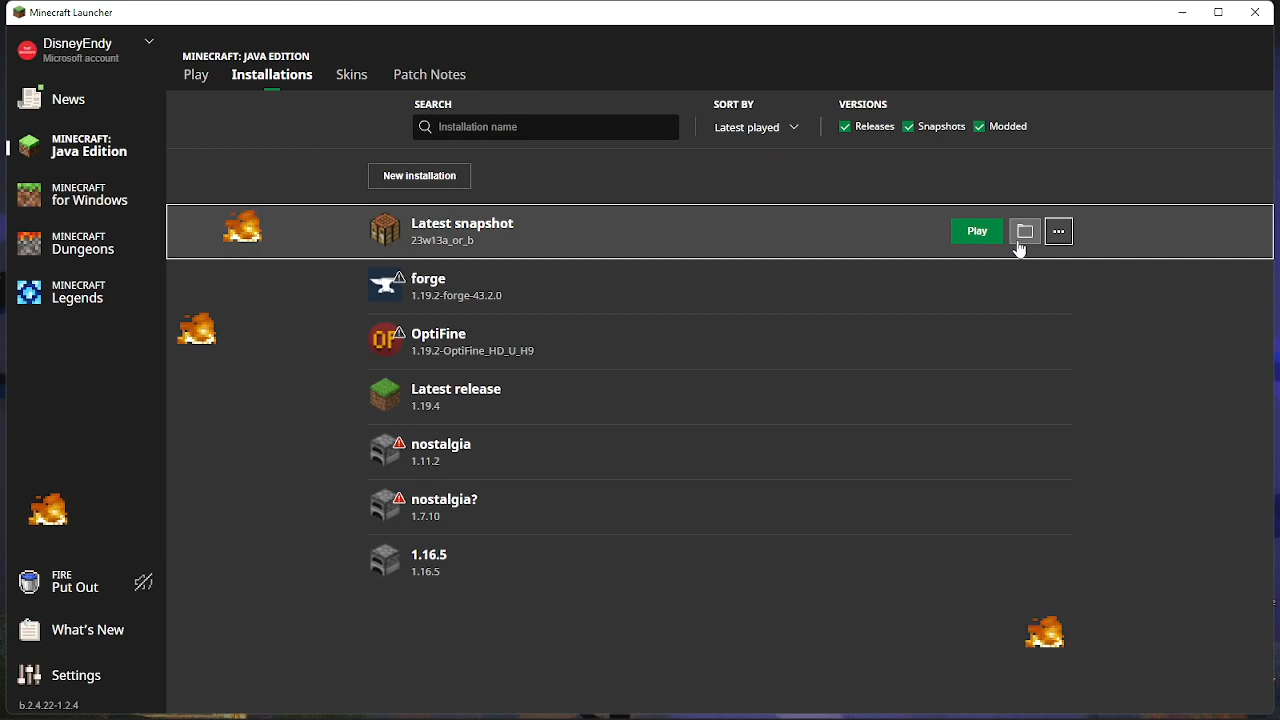 Minecraft Launcher
DisneyEndy
Microsoft account
News
MINECRAFT:
Java Edition
MINECRAFT
for Windows
MINECRAFT
Dungeons
MINECRAFT
Legends
FIRE
Put Out
What's New
Settings
b.2.4.22-1.2.4
MINECRAFT: JAVA EDITION
Play Installations Skins Patch Notes
SEARCH SORT BY VERSIONS
Installation name Latest played Releases Snapshots Modded
New installation
Latest snapshot
23w13a_or_b
Play
forge
1.19.2-forge-43.2.0
OptiFine
1.19.2-OptiFine_HD_U_H9
Latest release
1.19.4
nostalgia
1.11.2
nostalgia?
1.7.10
1.16.5
1.16.5